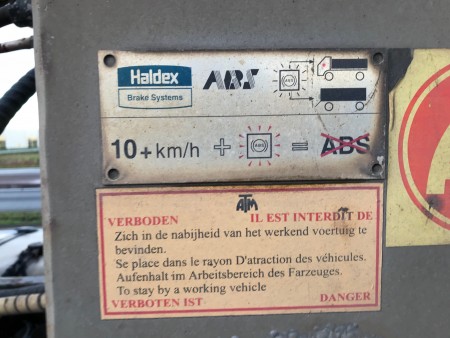 Haldex
Brake Systems
ABS
ABS
10+km/h + ABS = ABS
ATM
VERBODEN IL EST INTERDIT DE
Zich in de nabijheid van het werkend voertuig te
bevinden.
Se place dans le rayon D'atraction des véhicules.
Aufenhalt im Arbeitsbereich des Farzeuges.
To stay by a working vehicle
VERBOTEN IST DANGER